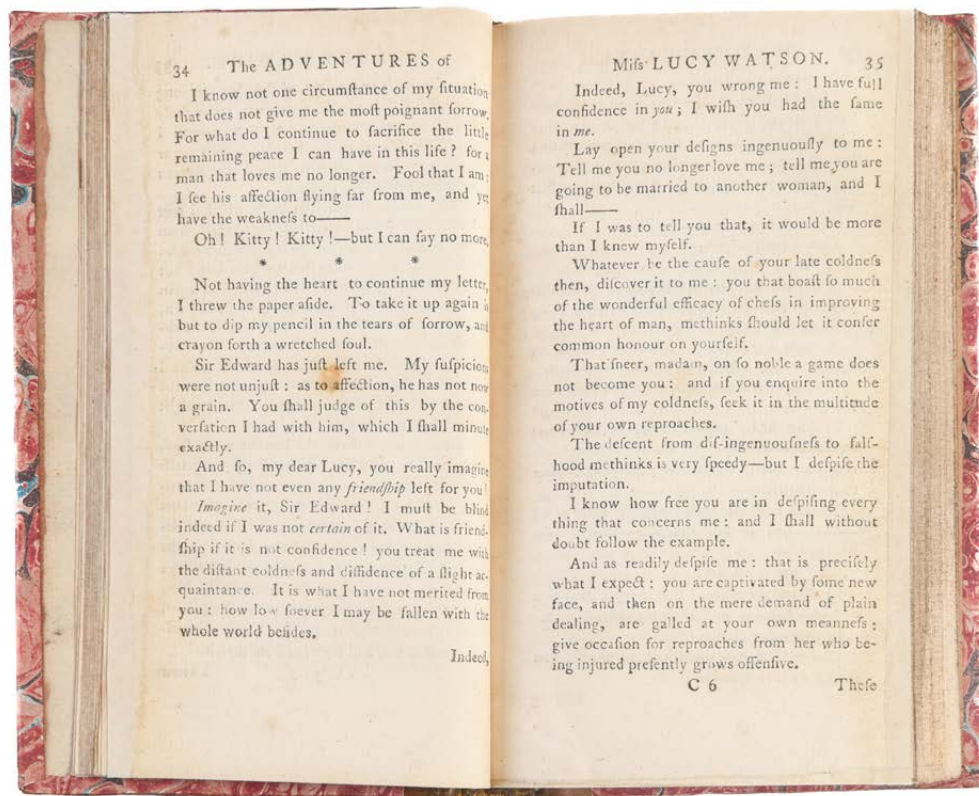 34 The ADVENTURES of
I know not one circumſtance of my ſituation
that does not give me the moſt poignant ſorrow.
For what do I continue to ſacrifice the little
remaining peace I can have in this life? for a
man that loves me no longer. Fool that I am;
I ſee his affection flying far from me, and yet
have the weakneſs to——
Oh! Kitty! Kitty!—but I can ſay no more,
* * *
Not having the heart to continue my letter,
I threw the paper aſide. To take it up again is
but to dip my pencil in the tears of ſorrow, and
crayon forth a wretched ſoul.
Sir Edward has juſt left me. My ſuſpicions
were not unjuſt: as to affection, he has not now
a grain. You ſhall judge of this by the con-
verſation I had with him, which I ſhall minute
exactly.
And ſo, my dear Lucy, you really imagine
that I have not even any friendſhip left for you!
Imagine it, Sir Edward! I muſt be blind
indeed if I was not certain of it. What is friend-
ſhip if it is not confidence! you treat me with
the diſtant coldneſs and diffidence of a ſlight ac-
quaintance. It is what I have not merited from
you: how low ſoever I may be fallen with the
whole world beſides.
Indeed,
Miſs LUCY WATSON. 35
Indeed, Lucy, you wrong me: I have full
confidence in you; I wiſh you had the ſame
in me.
Lay open your deſigns ingenuouſly to me:
Tell me you no longer love me; tell me you are
going to be married to another woman, and I
ſhall——
If I was to tell you that, it would be more
than I knew myſelf.
Whatever be the cauſe of your late coldneſs
then, diſcover it to me: you that boaſt ſo much
of the wonderful efficacy of cheſs in improving
the heart of man, methinks ſhould let it confer
common honour on yourſelf.
That ſneer, madam, on ſo noble a game does
not become you: and if you enquire into the
motives of my coldneſs, ſeek it in the multitude
of your own reproaches.
The deſcent from diſ-ingenuouſneſs to falſ-
hood methinks is very ſpeedy—but I deſpiſe the
imputation.
I know how free you are in deſpiſing every
thing that concerns me: and I ſhall without
doubt follow the example.
And as readily deſpiſe me: that is preciſely
what I expect: you are captivated by ſome new
face, and then on the mere demand of plain
dealing, are galled at your own meanneſs;
give occaſion for reproaches from her who be-
ing injured preſently grows offenſive.
C 6 Theſe